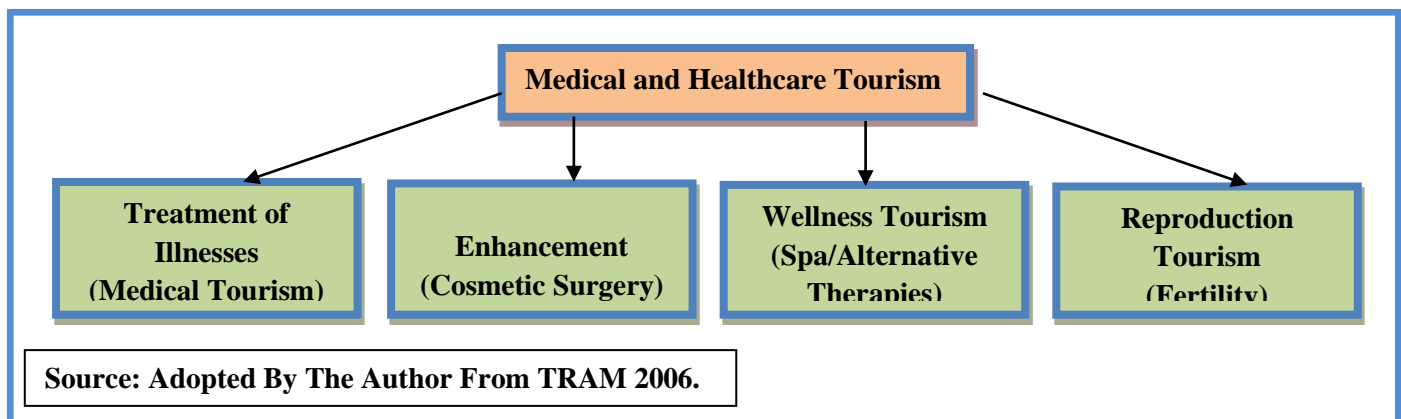 Medical and Healthcare Tourism
Treatment of
Illnesses
(Medical Tourism)
Enhancement
(Cosmetic Surgery)
Wellness Tourism
(Spa/Alternative
Therapies)
Reproduction
Tourism
(Fertility)
Source: Adopted By The Author From TRAM 2006.